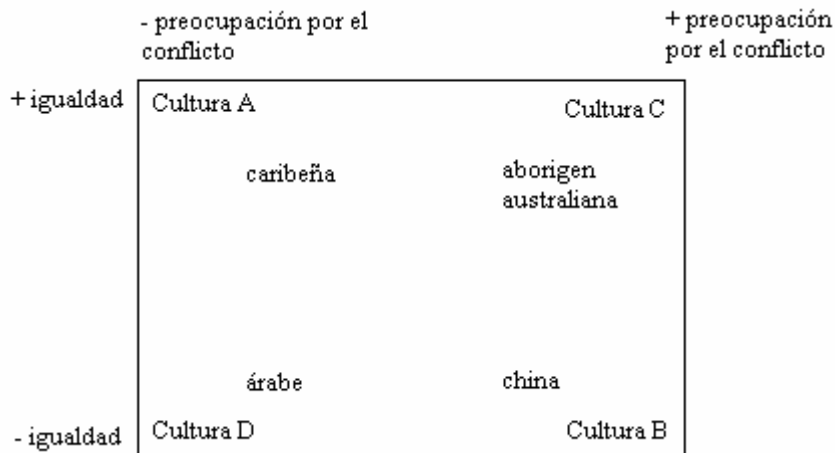 - preocupación por el
conflicto
+ preocupación
por el conflicto
+ igualdad
Cultura A
Cultura C
caribeña
aborigen
australiana
árabe
china
- igualdad
Cultura D
Cultura B